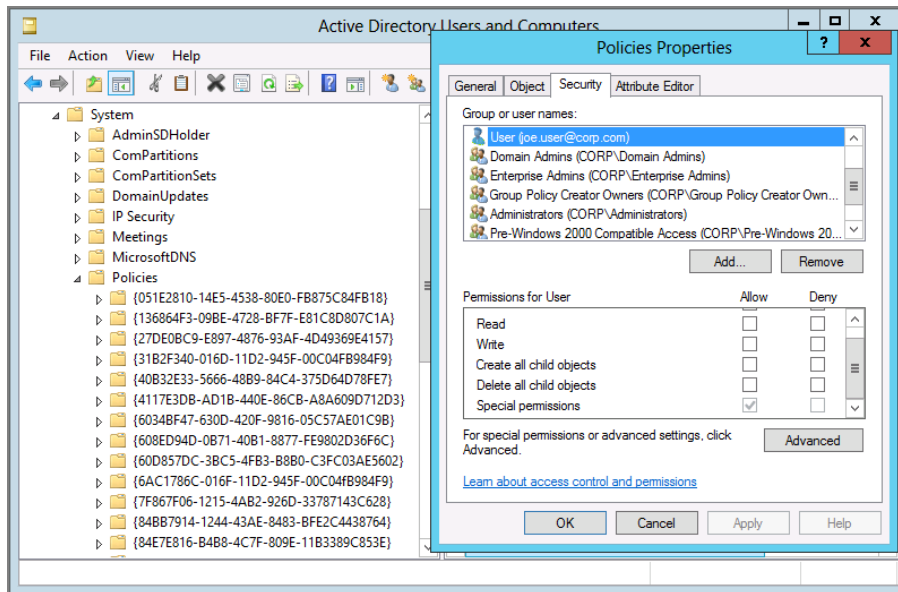 Active Directory Users and Computers
File Action View Help
System
AdminSDHolder
ComPartitions
ComPartitionSets
DomainUpdates
IP Security
Meetings
MicrosoftDNS
Policies
{051E2810-14E5-4538-80E0-FB875C84FB18}
{136864F3-09BE-4728-BF7F-E81C8D807C1A}
{27DE0BC9-E897-4876-93AF-4D49369E4157}
{31B2F340-016D-11D2-945F-00C04FB984F9}
{40B32E33-5666-48B9-84C4-375D64D78FE7}
{4117E3DB-AD1B-440E-86CB-A8A609D712D3}
{6034BF47-630D-420F-9816-05C57AE01C9B}
{608ED94D-0B71-40B1-8877-FE9802D36F6C}
{60D857DC-3BC5-4FB3-B8B0-C3FC03AE5602}
{6AC1786C-016F-11D2-945F-00C04fB984F9}
{7F867F06-1215-4AB2-926D-33787143C628}
{84BB7914-1244-43AE-8483-BFE2C4438764}
{84E7E816-B4B8-4C7F-809E-11B3389C853E}
Policies Properties
? x
General Object Security Attribute Editor
Group or user names:
User (joe.user@corp.com)
Domain Admins (CORP\Domain Admins)
Enterprise Admins (CORP\Enterprise Admins)
Group Policy Creator Owners (CORP\Group Policy Creator Own...
Administrators (CORP\Administrators)
Pre-Windows 2000 Compatible Access (CORP\Pre-Windows 20...
Add... Remove
Permissions for User Allow Deny
Read
Write
Create all child objects
Delete all child objects
Special permissions
For special permissions or advanced settings, click
Advanced.
Advanced
Learn about access control and permissions
OK Cancel Apply Help